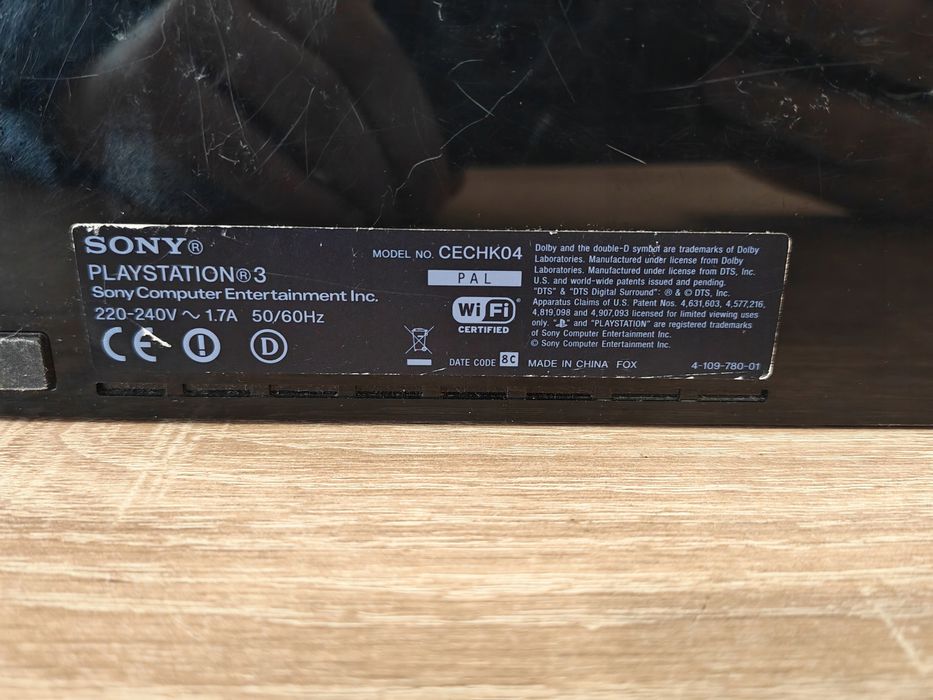 SONY®
PLAYSTATION®3
Sony Computer Entertainment Inc.
220-240V ~ 1.7A 50/60Hz
CE
D
MODEL NO. CECHK04
PAL
Wi Fi®
CERTIFIED
DATE CODE 8C
Dolby and the double-D symbol are trademarks of Dolby
Laboratories. Manufactured under license from Dolby
Laboratories. Manufactured under license from DTS, Inc.
U.S. and world-wide patents issued and pending.
"DTS" & "DTS Digital Surround": ® & © DTS, Inc.
Apparatus Claims of U.S. Patent Nos. 4,631,603, 4,577,216,
4,819,098 and 4,907,093 licensed for limited viewing uses
only. "PS" and "PLAYSTATION" are registered trademarks
of Sony Computer Entertainment Inc.
© Sony Computer Entertainment Inc.
MADE IN CHINA FOX
4-109-780-01